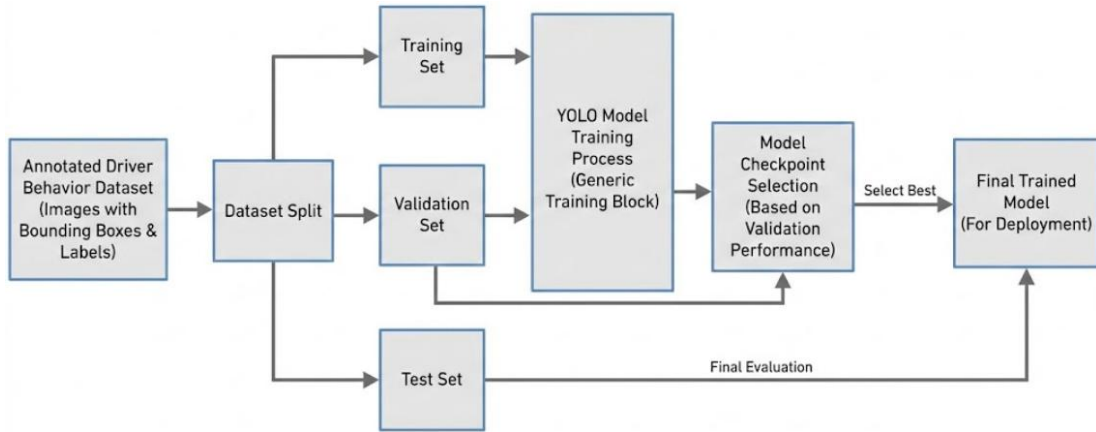 Annotated Driver
Behavior Dataset
(Images with
Bounding Boxes &
Labels)
Dataset Split
Training
Set
Validation
Set
Test Set
YOLO Model
Training
Process
(Generic
Training Block)
Model
Checkpoint
Selection
(Based on
Validation
Performance)
Select Best
Final Trained
Model
(For Deployment)
Final Evaluation